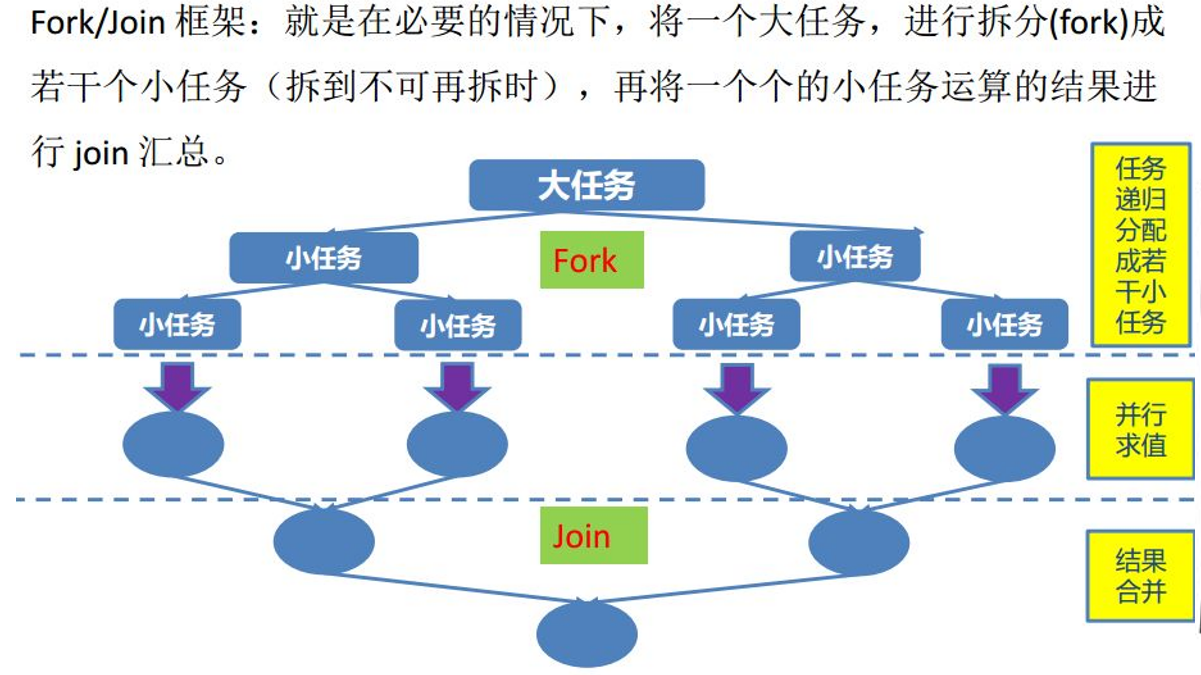 Fork/Join 框架：就是在必要的情况下，将一个大任务，进行拆分(fork)成
若干个小任务（拆到不可再拆时），再将一个个的小任务运算的结果进
行 join 汇总。
大任务
小任务
Fork
小任务
小任务
小任务
小任务
小任务
任务
递归
分配
成若
干小
任务
并行
求值
Join
结果
合并